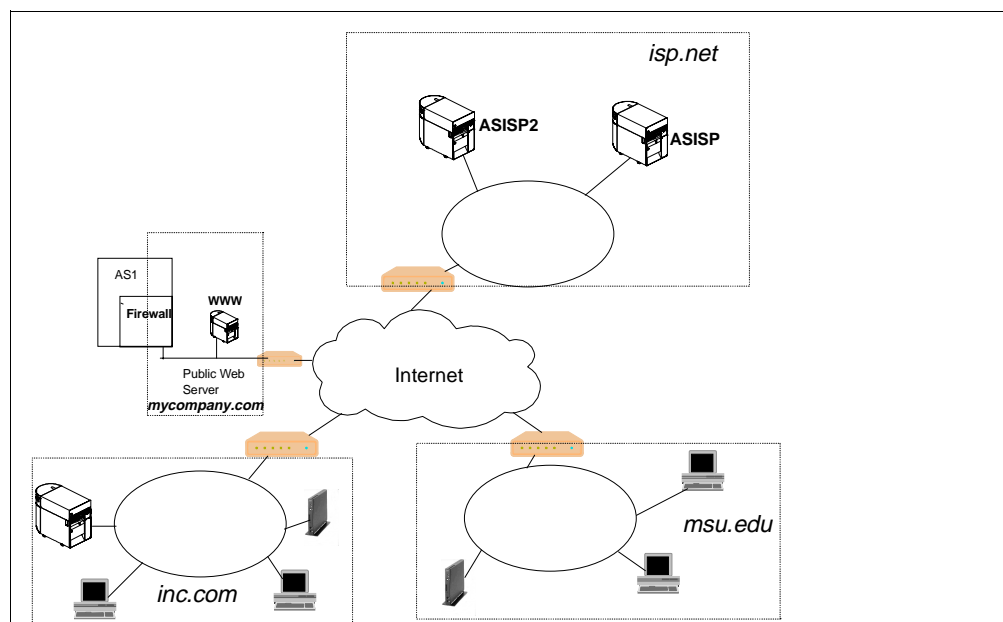 isp.net
ASISP2
ASISP
AS1
Firewall
WWW
Public Web
Server
mycompany.com
Internet
inc.com
msu.edu